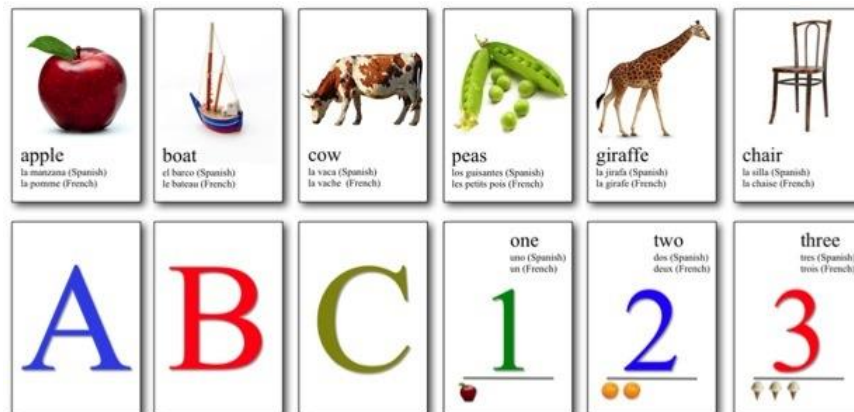 apple
la manzana (Spanish)
la pomme (French)
boat
el barco (Spanish)
le bateau (French)
cow
la vaca (Spanish)
la vache (French)
peas
los guisantes (Spanish)
les petits pois (French)
giraffe
la jirafa (Spanish)
la girafe (French)
chair
la silla (Spanish)
la chaise (French)
A
B
C
one
uno (Spanish)
un (French)
1
two
dos (Spanish)
deux (French)
2
three
tres (Spanish)
trois (French)
3